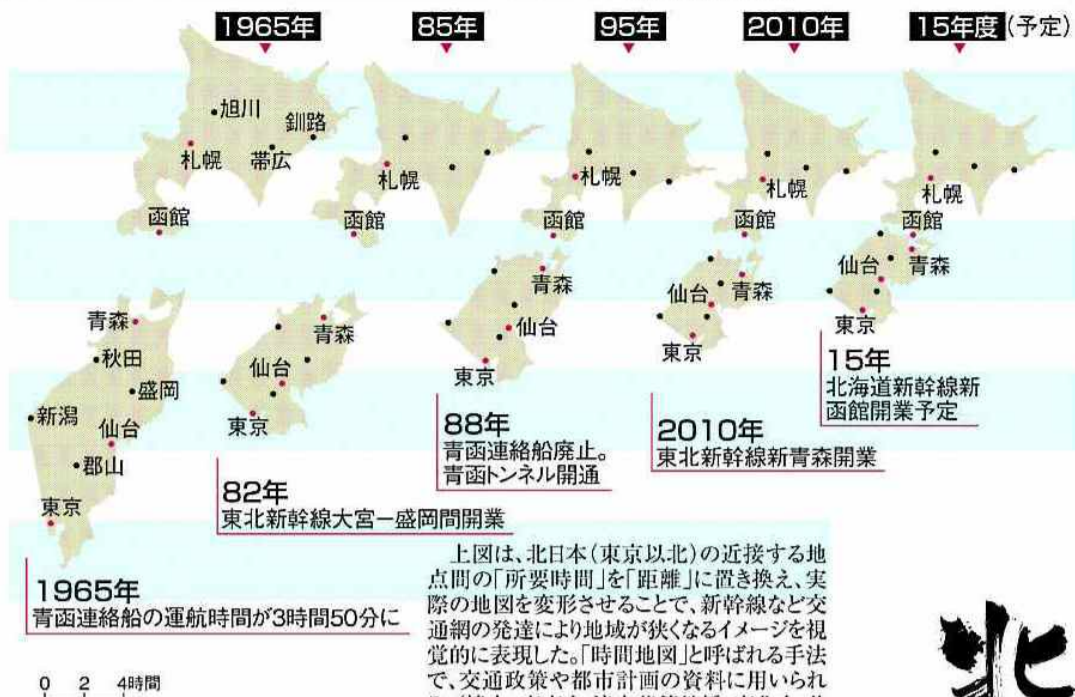 1965年
85年
95年
2010年
15年度(予定)
旭川
釧路
札幌
帯広
函館
札幌
函館
札幌
函館
札幌
函館
札幌
函館
青森
秋田
盛岡
新潟
仙台
郡山
東京
青森
仙台
東京
青森
仙台
東京
仙台
青森
東京
仙台
青森
東京
1965年
青函連絡船の運航時間が3時間50分に
82年
東北新幹線大宮－盛岡間開業
88年
青函連絡船廃止。
青函トンネル開通
2010年
東北新幹線新青森開業
15年
北海道新幹線新
函館開業予定
上図は、北日本(東京以北)の近接する地
点間の「所要時間」を「距離」に置き換え、実
際の地図を変形させることで、新幹線など交
通網の発達により地域が狭くなるイメージを視
覚的に表現した。「時間地図」と呼ばれる手法
で、交通政策や都市計画の資料に用いられ
0 2 4時間
北